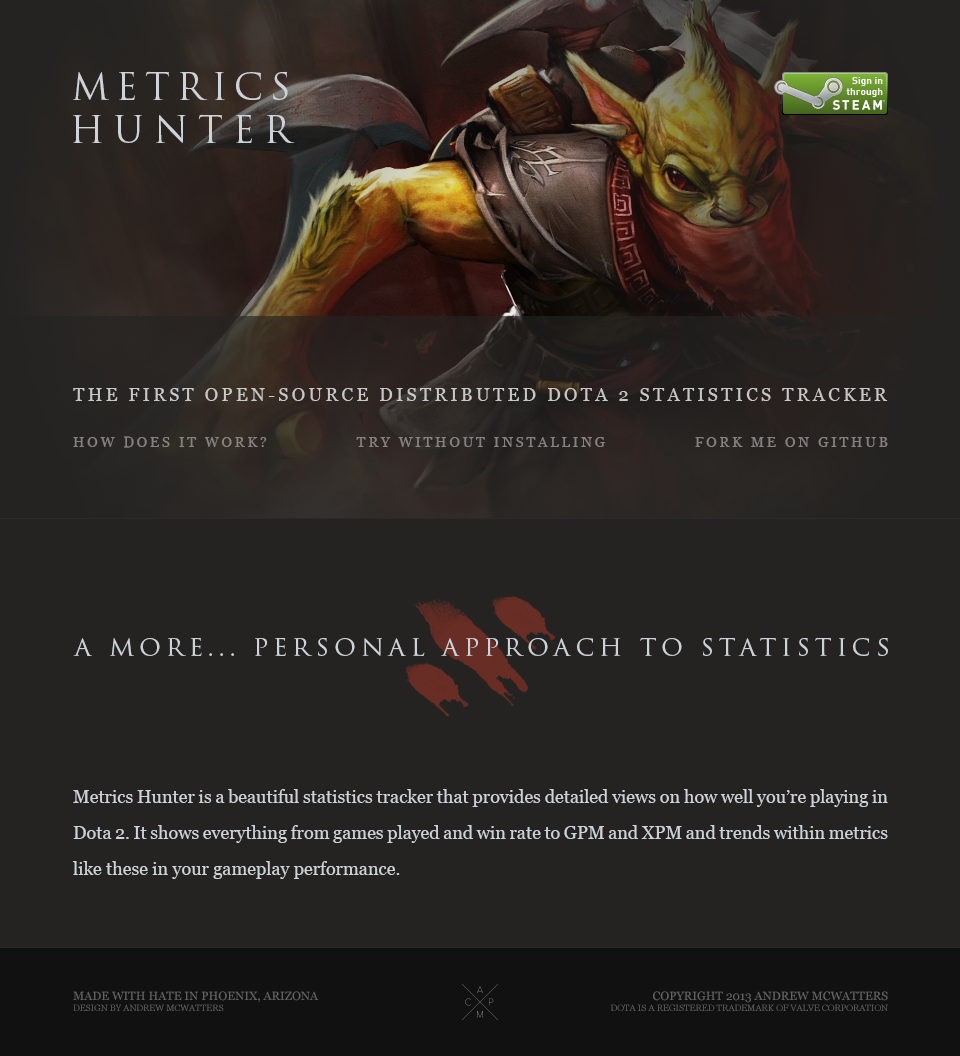 METRICS
HUNTER
Sign in
through
STEAM
THE FIRST OPEN-SOURCE DISTRIBUTED DOTA 2 STATISTICS TRACKER
HOW DOES IT WORK?
TRY WITHOUT INSTALLING
FORK ME ON GITHUB
A MORE... PERSONAL APPROACH TO STATISTICS
Metrics Hunter is a beautiful statistics tracker that provides detailed views on how well you’re playing in
Dota 2. It shows everything from games played and win rate to GPM and XPM and trends within metrics
like these in your gameplay performance.
MADE WITH HATE IN PHOENIX, ARIZONA
DESIGN BY ANDREW MCWATTERS
A
C P
M
COPYRIGHT 2013 ANDREW MCWATTERS
DOTA IS A REGISTERED TRADEMARK OF VALVE CORPORATION